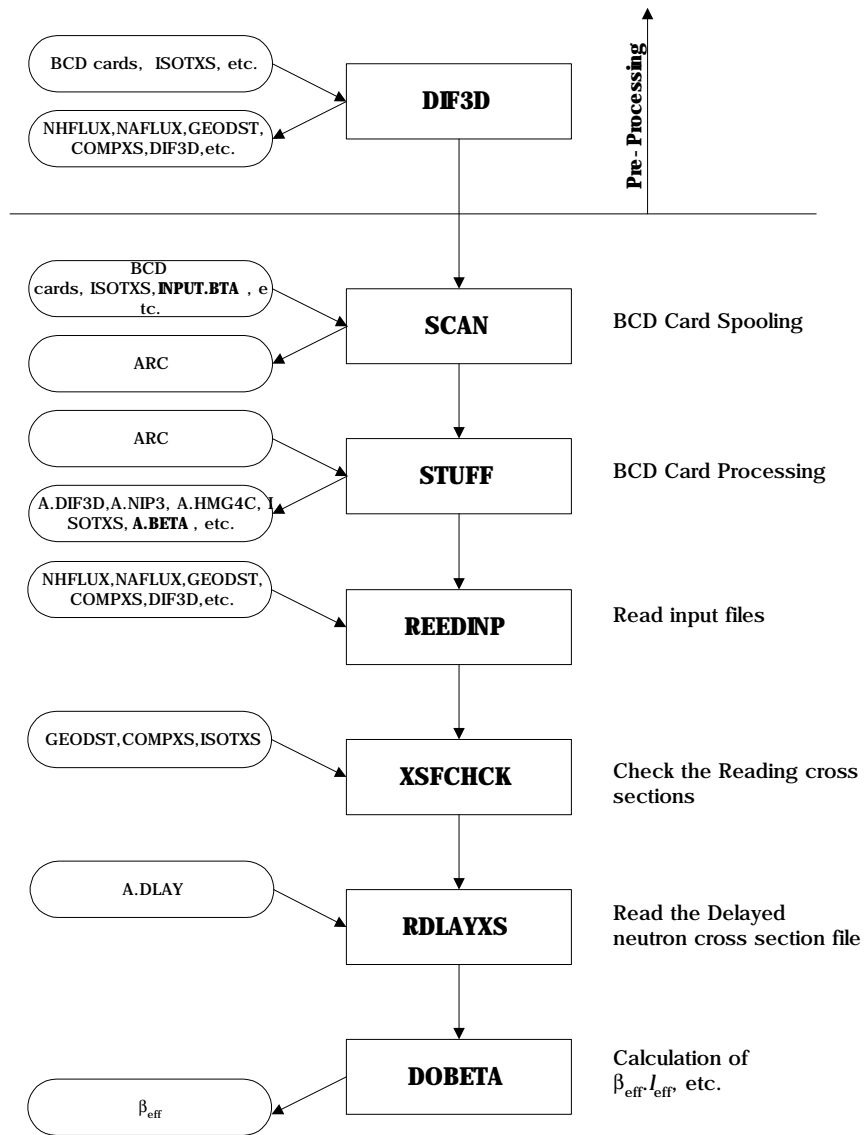 BCD cards, ISOTXS, etc.
DIF3D
Pre-Processing
NHFLUX,NAFLUX,GEODST,
COMPXS,DIF3D,etc.
BCD
cards, ISOTXS,INPUT.BTA , e
tc.
SCAN
BCD Card Spooling
ARC
ARC
STUFF
BCD Card Processing
A.DIF3D,A.NIP3, A.HMG4C, I
SOTXS, A.BETA , etc.
NHFLUX,NAFLUX,GEODST,
COMPXS,DIF3D,etc.
REEDINP
Read input files
GEODST,COMPXS,ISOTXS
XSFCHCK
Check the Reading cross
sections
A.DLAY
RDLAYXS
Read the Delayed
neutron cross section file
DOBETA
Calculation of
βeff.leff, etc.
βeff